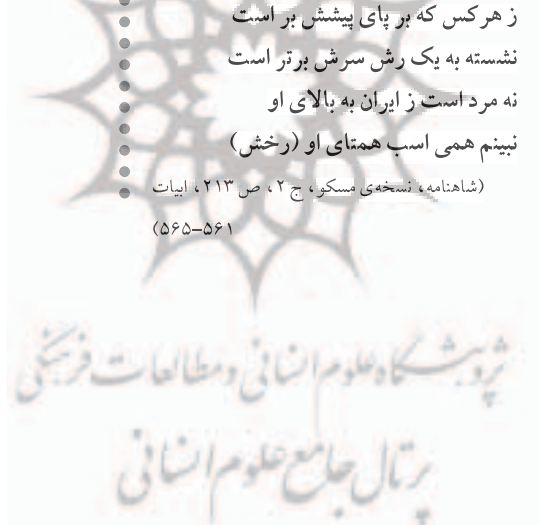 ز هرکس که بر پای پیشش بر است
نشسته به یک رش سرش برتر است
نه مرد است ز ایران به بالای او
نبینم همی اسب همتای او (رخش)
(شاهنامه، نسخه‌ی مسکو، ج ۲، ص ۲۱۳، ابیات
۵۶۱–۵۶۵)
پژوهشگاه علوم انسانی و مطالعات فرهنگی
پرتال جامع علوم انسانی